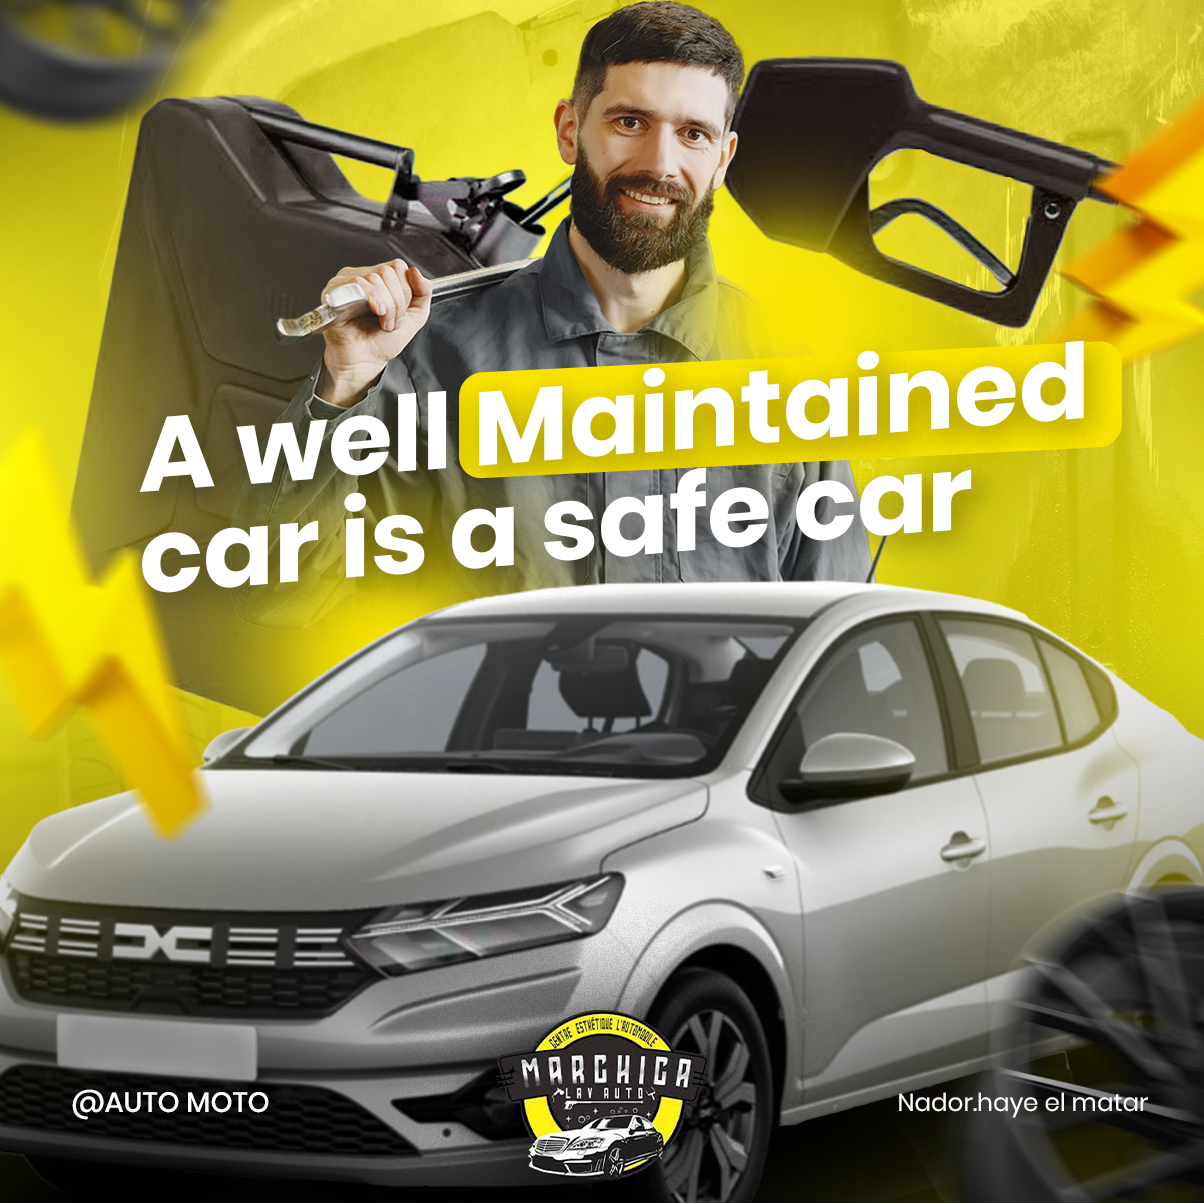 A well Maintained
car is a safe car
CENTRE ESTHÉTIQUE L'AUTOMOBILE
MARCHICA
LAV AUTO
@AUTO MOTO
Nador.haye el matar